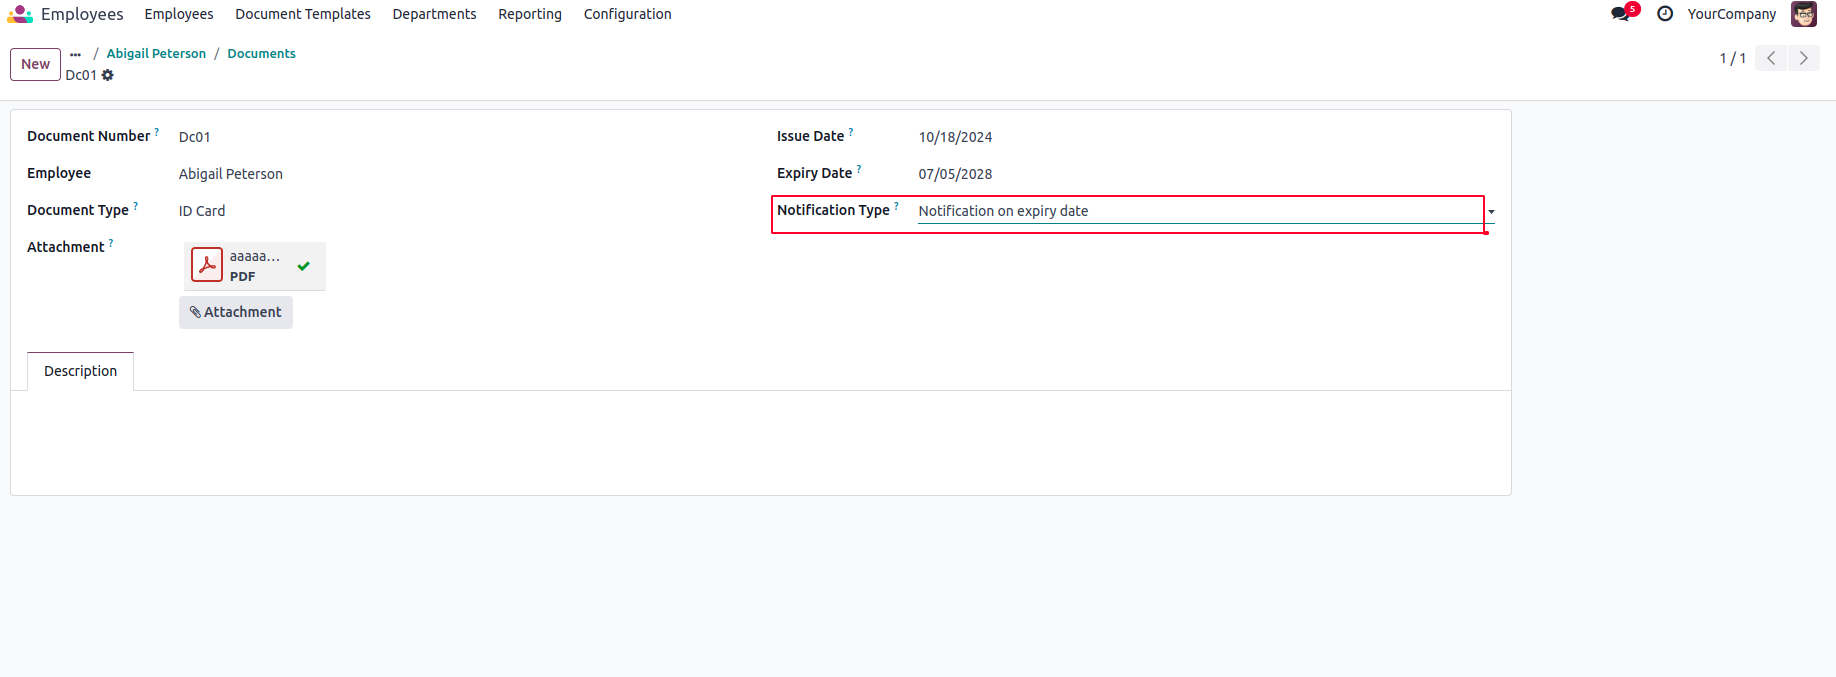 Employees Employees Document Templates Departments Reporting Configuration 5 YourCompany
New ... / Abigail Peterson / Documents
Dc01
1 / 1
Document Number ? Dc01
Issue Date ? 10/18/2024
Employee Abigail Peterson
Expiry Date ? 07/05/2028
Document Type ? ID Card
Notification Type ? Notification on expiry date
Attachment ?
aaaaa...
PDF
Attachment
Description